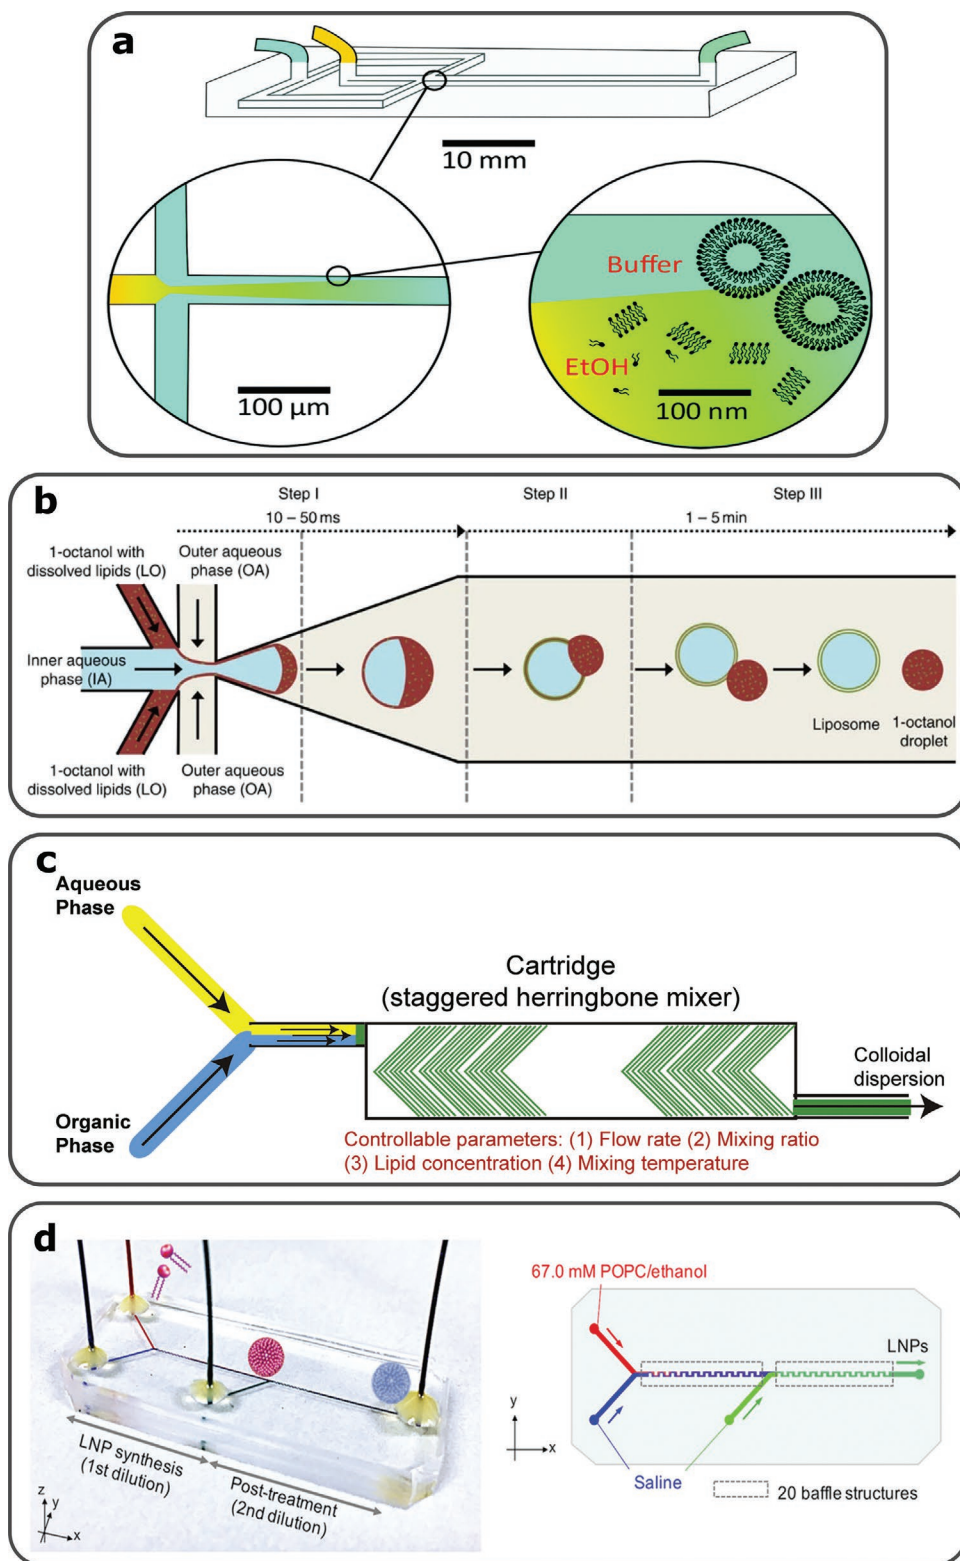 a
10 mm
100 µm
Buffer
EtOH
100 nm
b
Step I
Step II
Step III
10 – 50 ms
1 – 5 min
1-octanol with
dissolved lipids (LO)
Outer aqueous
phase (OA)
Inner aqueous
phase (IA)
1-octanol with
dissolved lipids (LO)
Outer aqueous
phase (OA)
Liposome
1-octanol
droplet
c
Aqueous
Phase
Cartridge
(staggered herringbone mixer)
Colloidal
dispersion
Organic
Phase
Controllable parameters: (1) Flow rate (2) Mixing ratio
(3) Lipid concentration (4) Mixing temperature
d
LNP synthesis
(1st dilution)
Post-treatment
(2nd dilution)
z
y
x
67.0 mM POPC/ethanol
LNPs
y
x
Saline
20 baffle structures